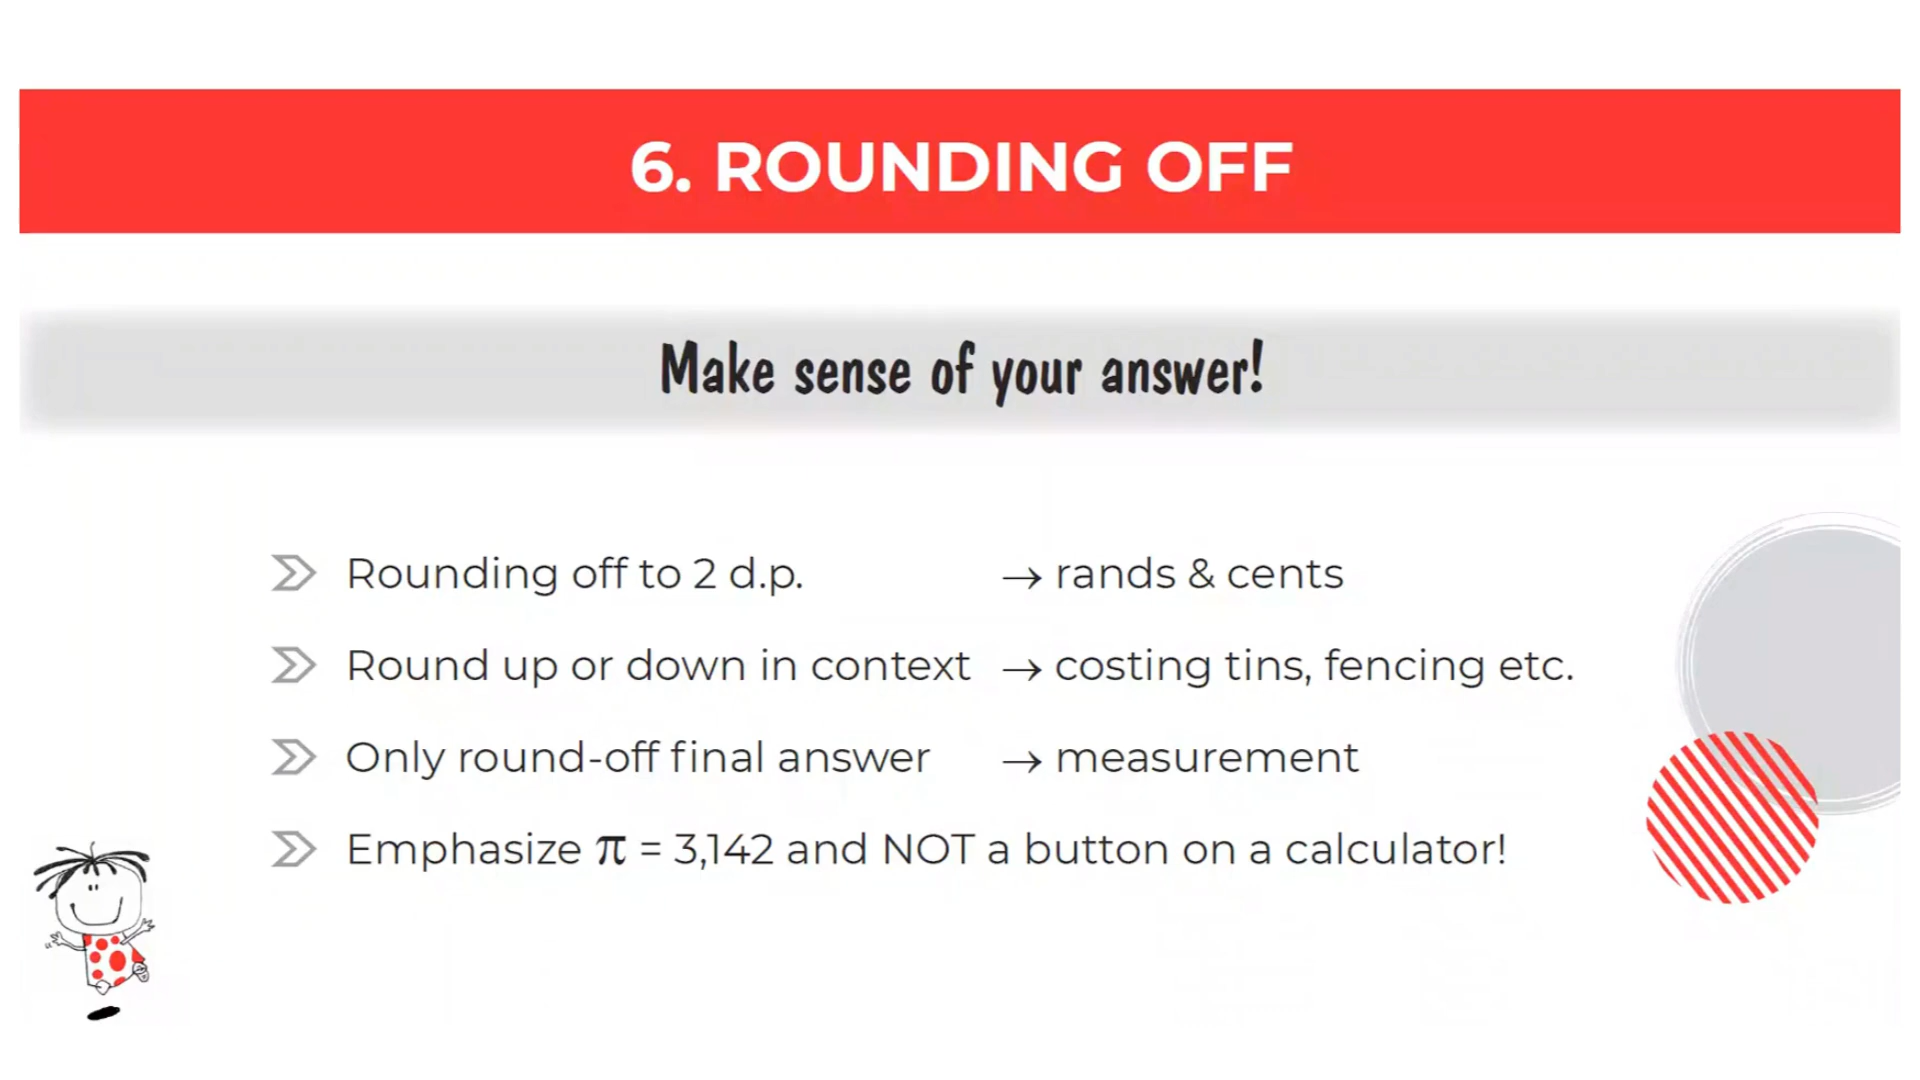 6. ROUNDING OFF
Make sense of your answer!
Rounding off to 2 d.p. → rands & cents
Round up or down in context → costing tins, fencing etc.
Only round-off final answer → measurement
Emphasize π = 3,142 and NOT a button on a calculator!